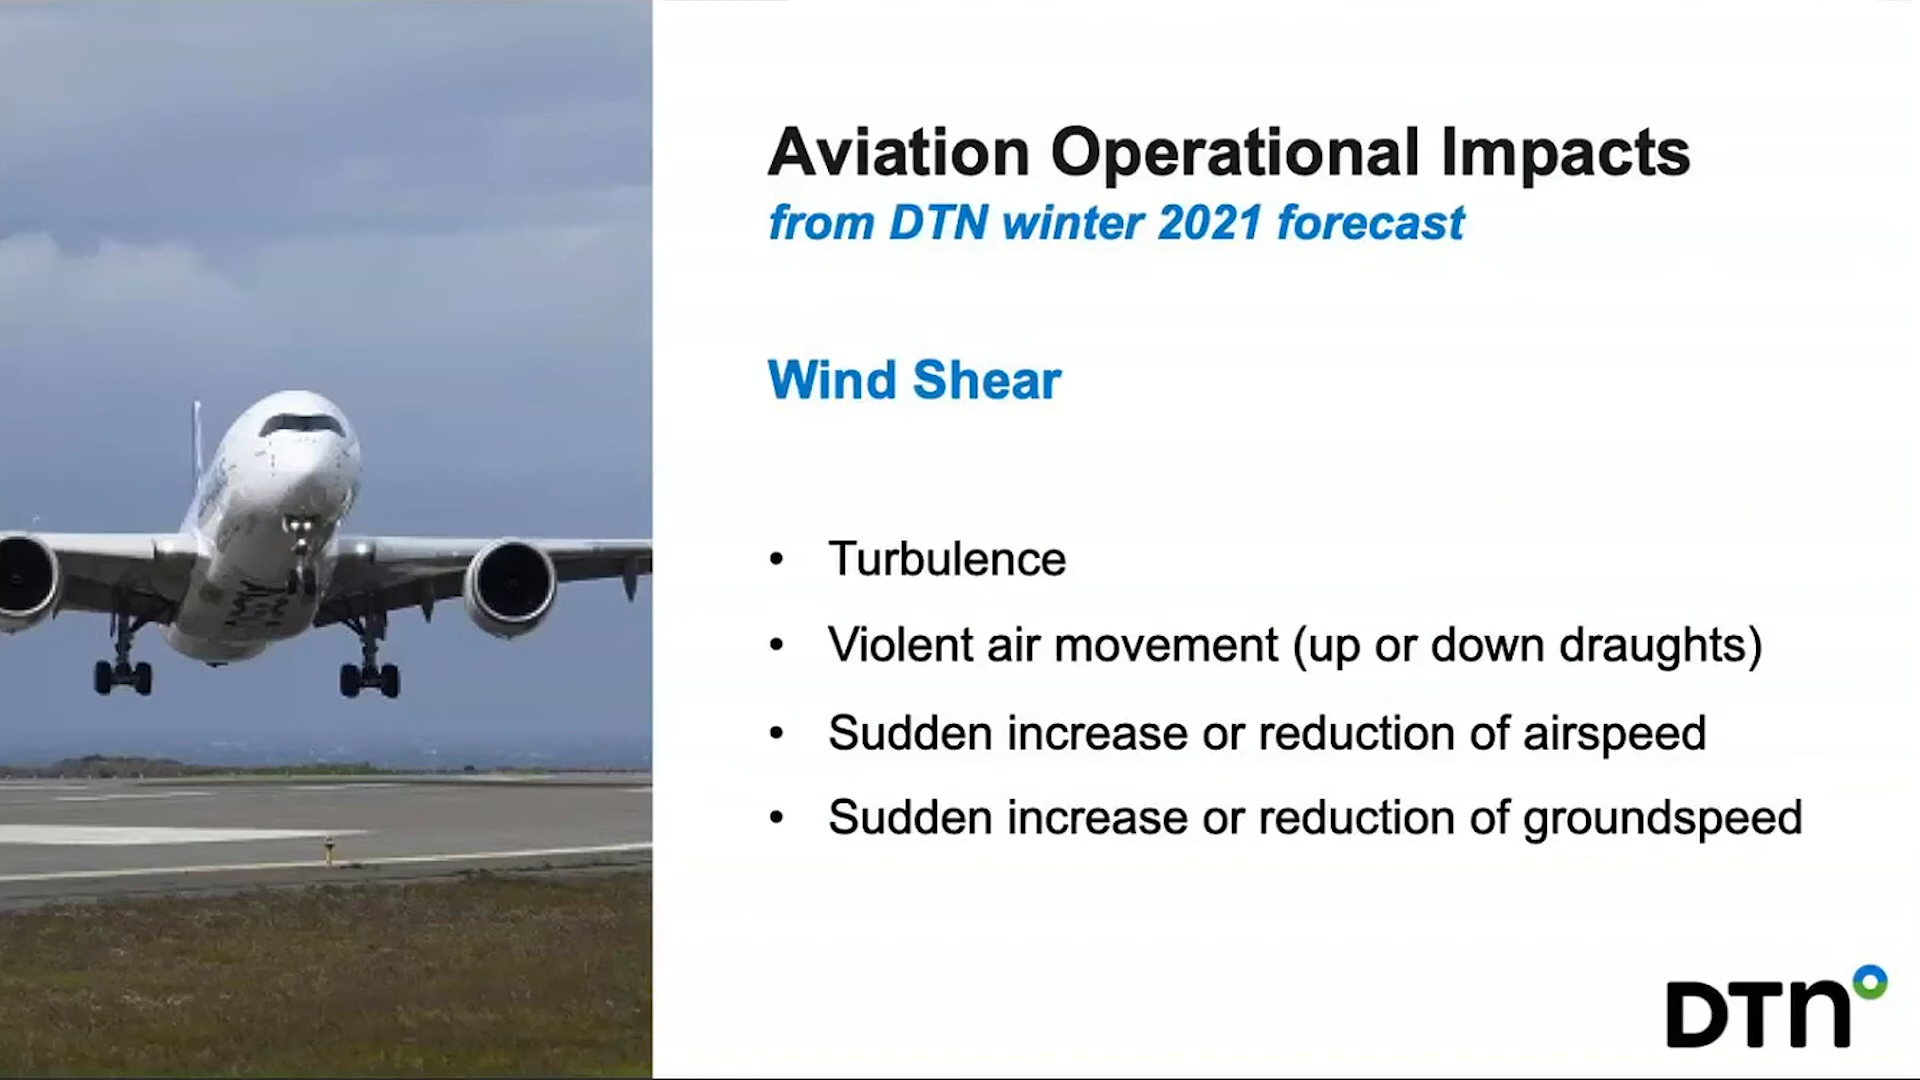 Aviation Operational Impacts
from DTN winter 2021 forecast
Wind Shear
• Turbulence
• Violent air movement (up or down draughts)
• Sudden increase or reduction of airspeed
• Sudden increase or reduction of groundspeed
DTN